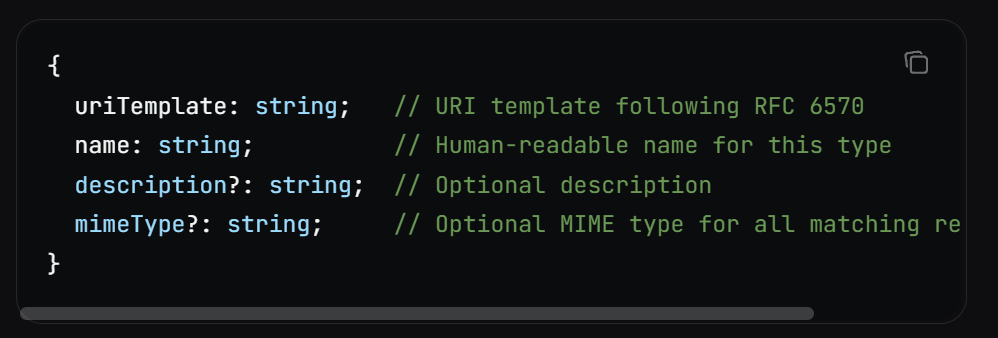 {
  uriTemplate: string;   // URI template following RFC 6570
  name: string;          // Human-readable name for this type
  description?: string;  // Optional description
  mimeType?: string;     // Optional MIME type for all matching re
}